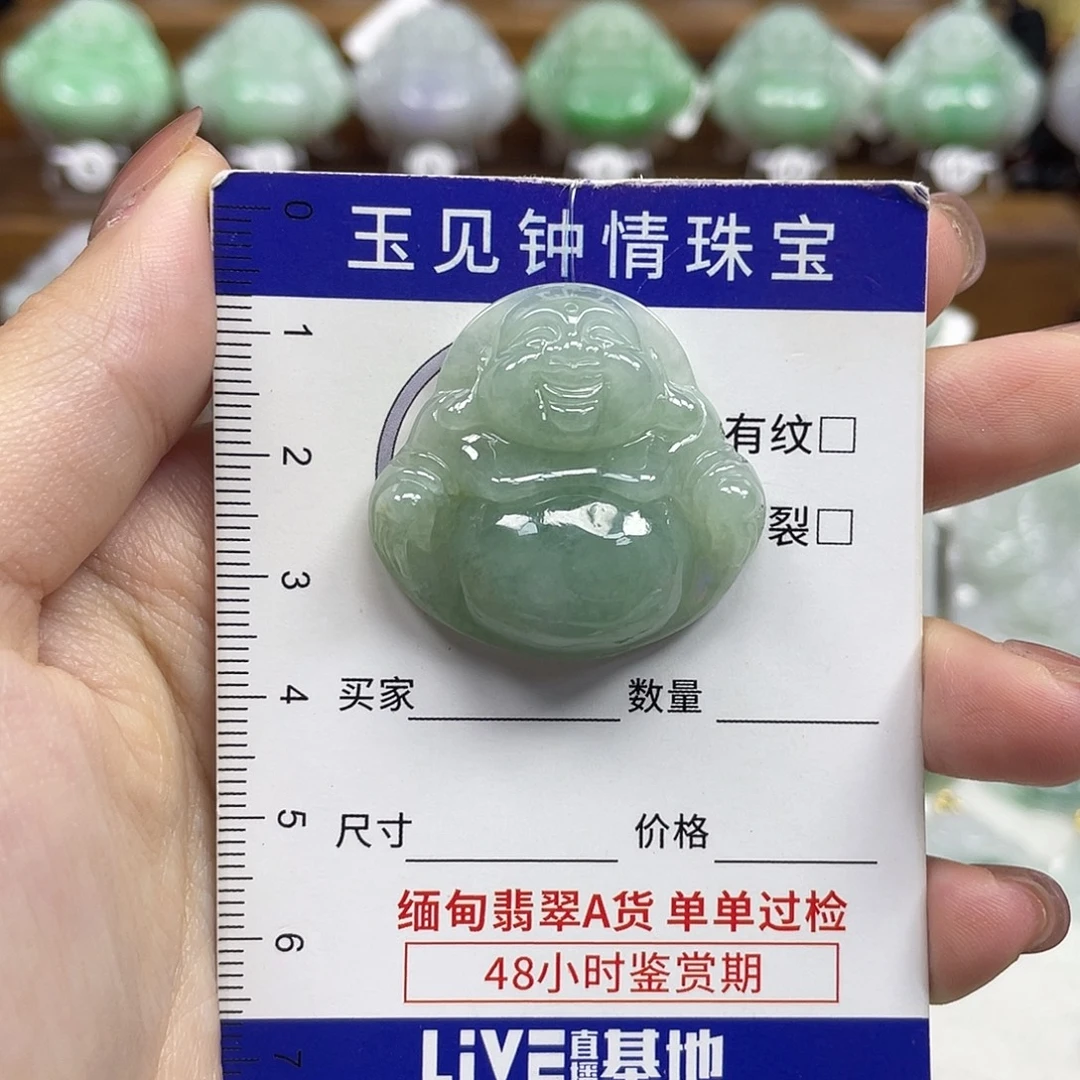 玉见钟情珠宝
有纹□
裂□
买家 数量
尺寸 价格
缅甸翡翠A货 单单过检
48小时鉴赏期
LiVE直播基地
0
1
2
3
4
5
6
7